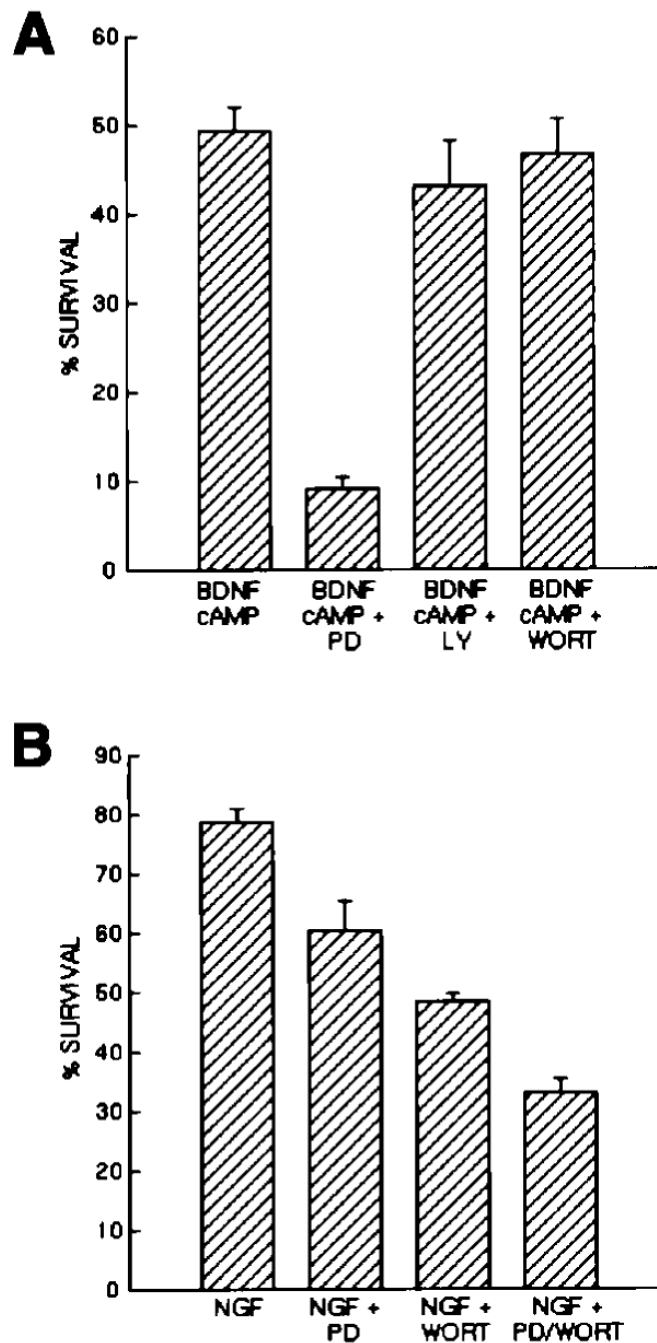 A
60
50
40
30
20
10
0
% SURVIVAL
BDNF BDNF BDNF BDNF
cAMP cAMP + cAMP + cAMP +
PD LY WORT
B
90
80
70
60
50
40
30
20
10
0
% SURVIVAL
NGF NGF + NGF + NGF +
PD WORT PD/WORT